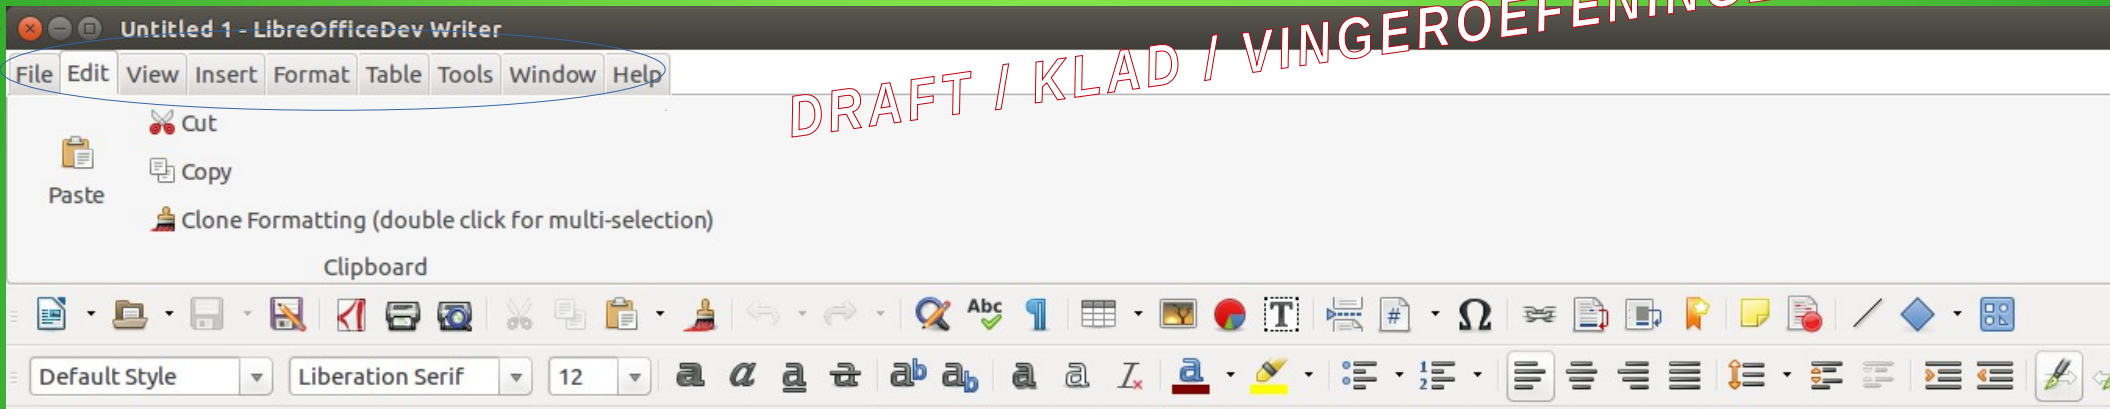 Untitled 1 - LibreOfficeDev Writer
File Edit View Insert Format Table Tools Window Help
DRAFT / KLAD / VINGEROEFENING
Cut
Copy
Paste
Clone Formatting (double click for multi-selection)
Clipboard
Abc
Default Style Liberation Serif 12